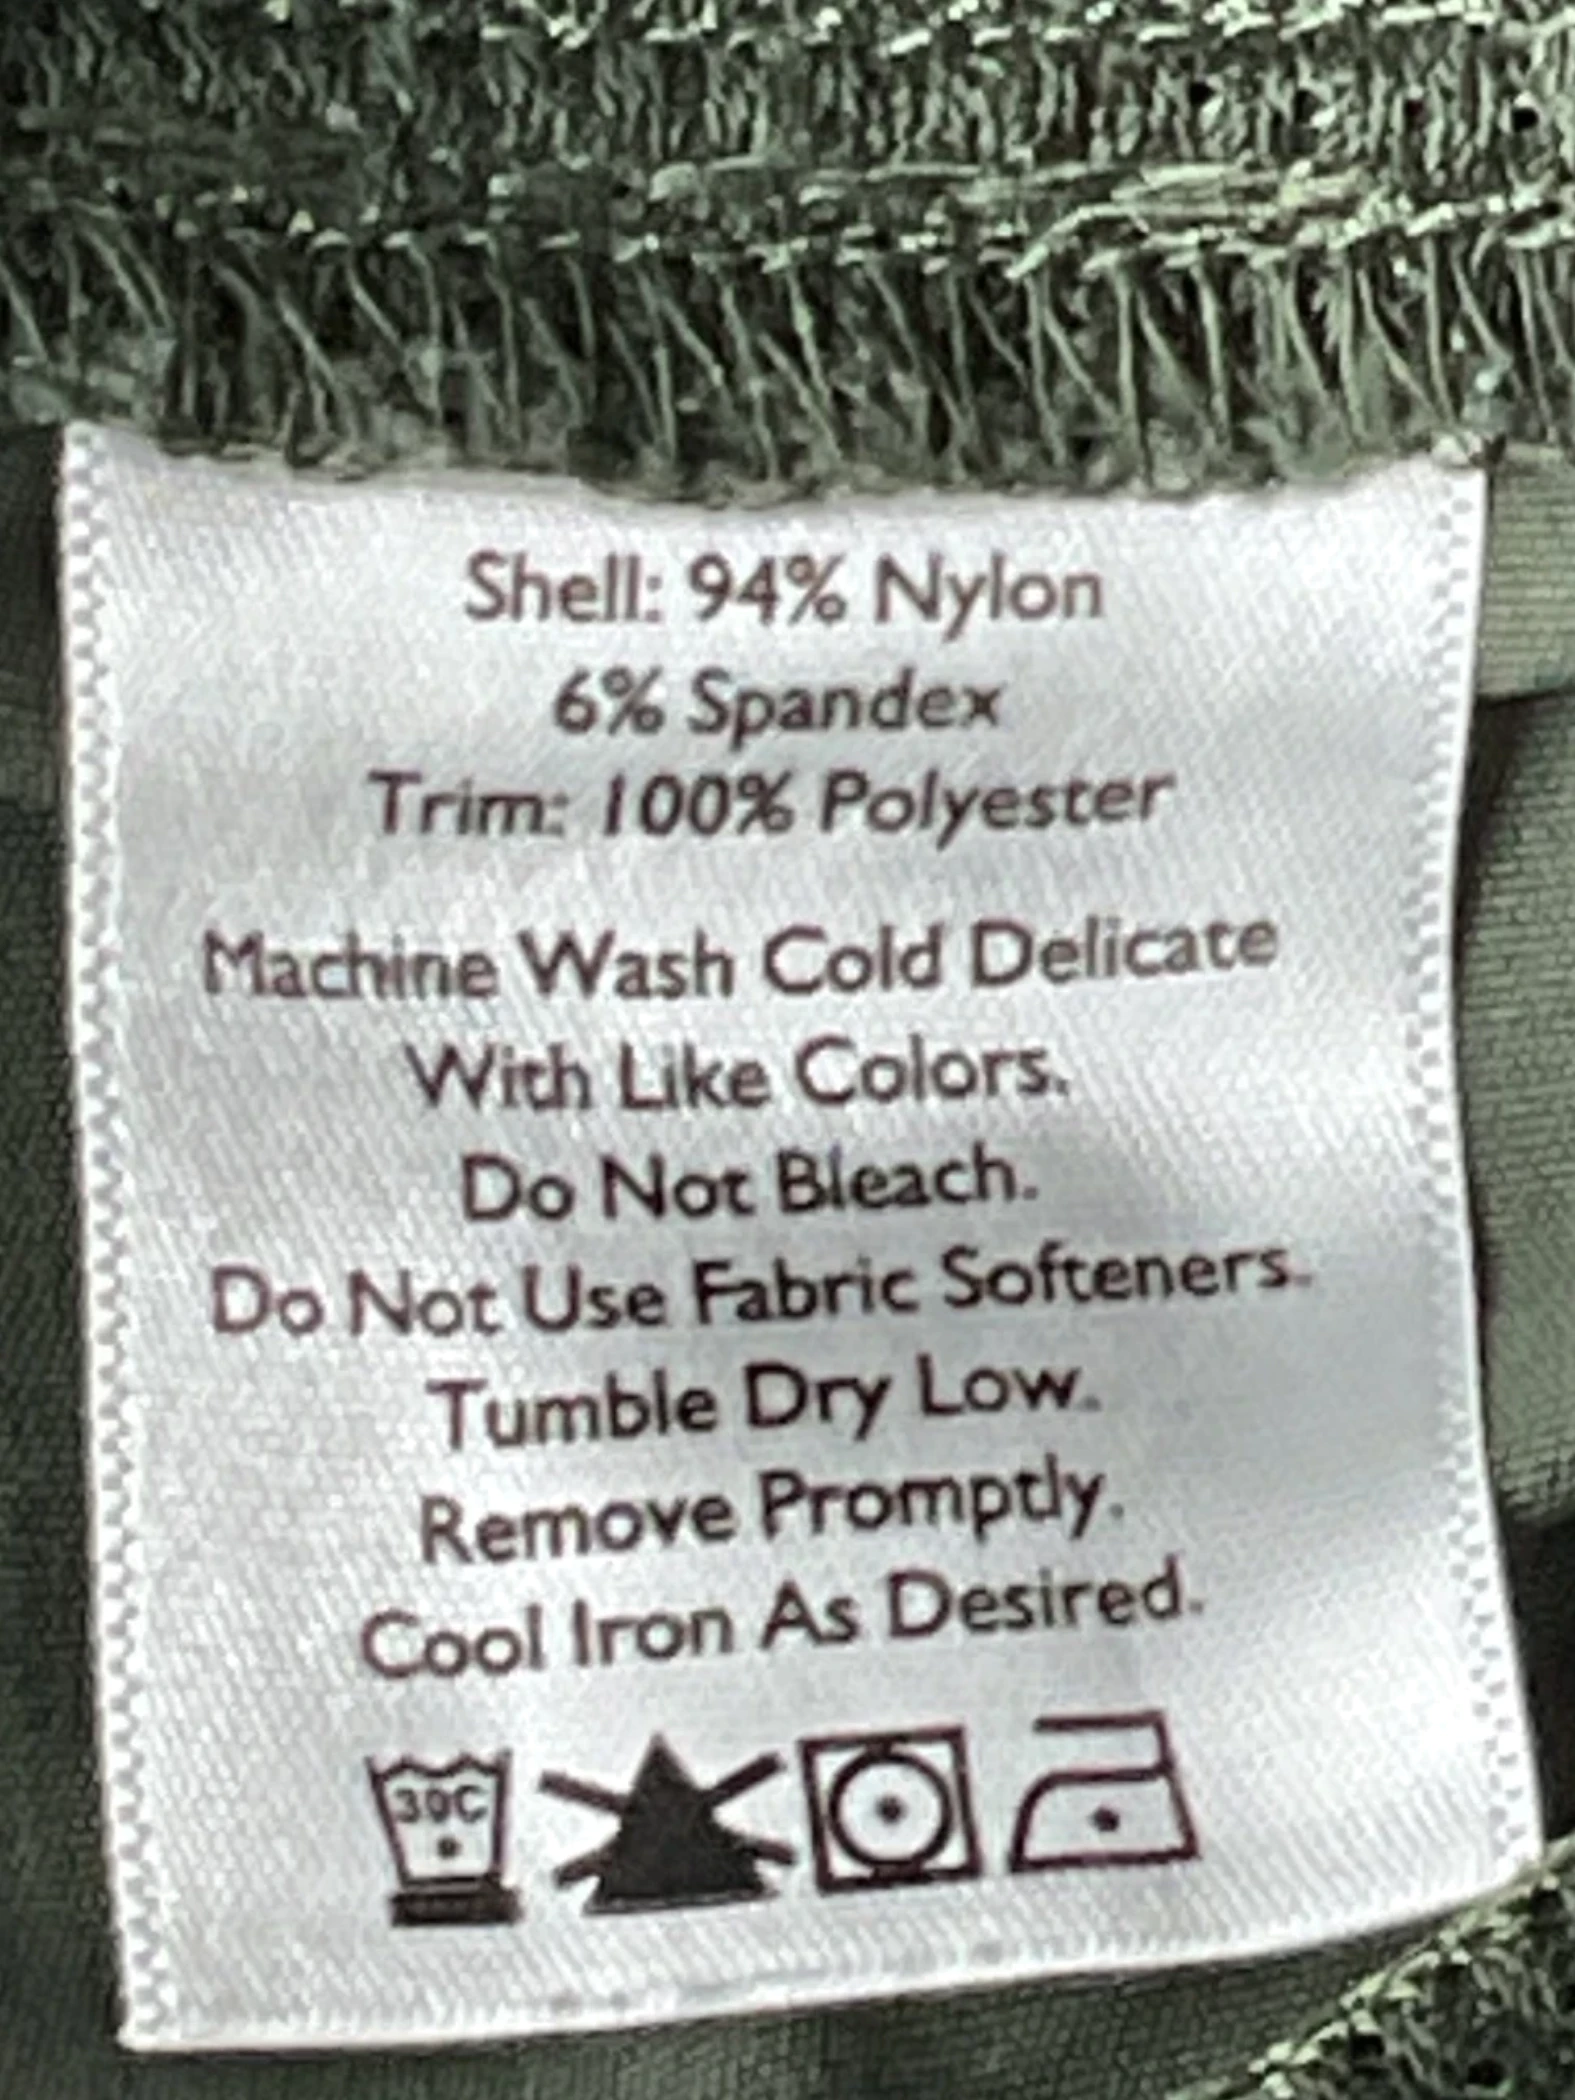 Shell: 94% Nylon
6% Spandex
Trim: 100% Polyester
Machine Wash Cold Delicate
With Like Colors.
Do Not Bleach.
Do Not Use Fabric Softeners.
Tumble Dry Low.
Remove Promptly.
Cool Iron As Desired.
30C